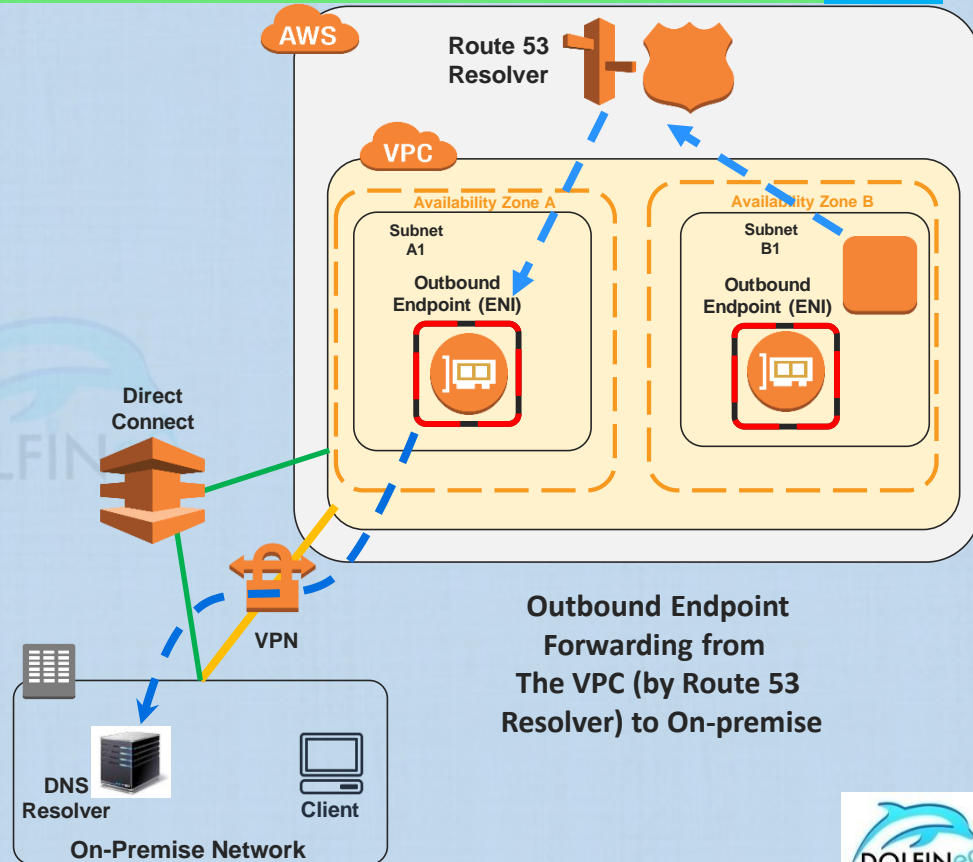 AWS
Route 53
Resolver
VPC
Availability Zone A
Availability Zone B
Subnet
A1
Subnet
B1
Outbound
Endpoint (ENI)
Outbound
Endpoint (ENI)
Direct
Connect
VPN
Outbound Endpoint
Forwarding from
The VPC (by Route 53
Resolver) to On-premise
DNS
Resolver
Client
On-Premise Network